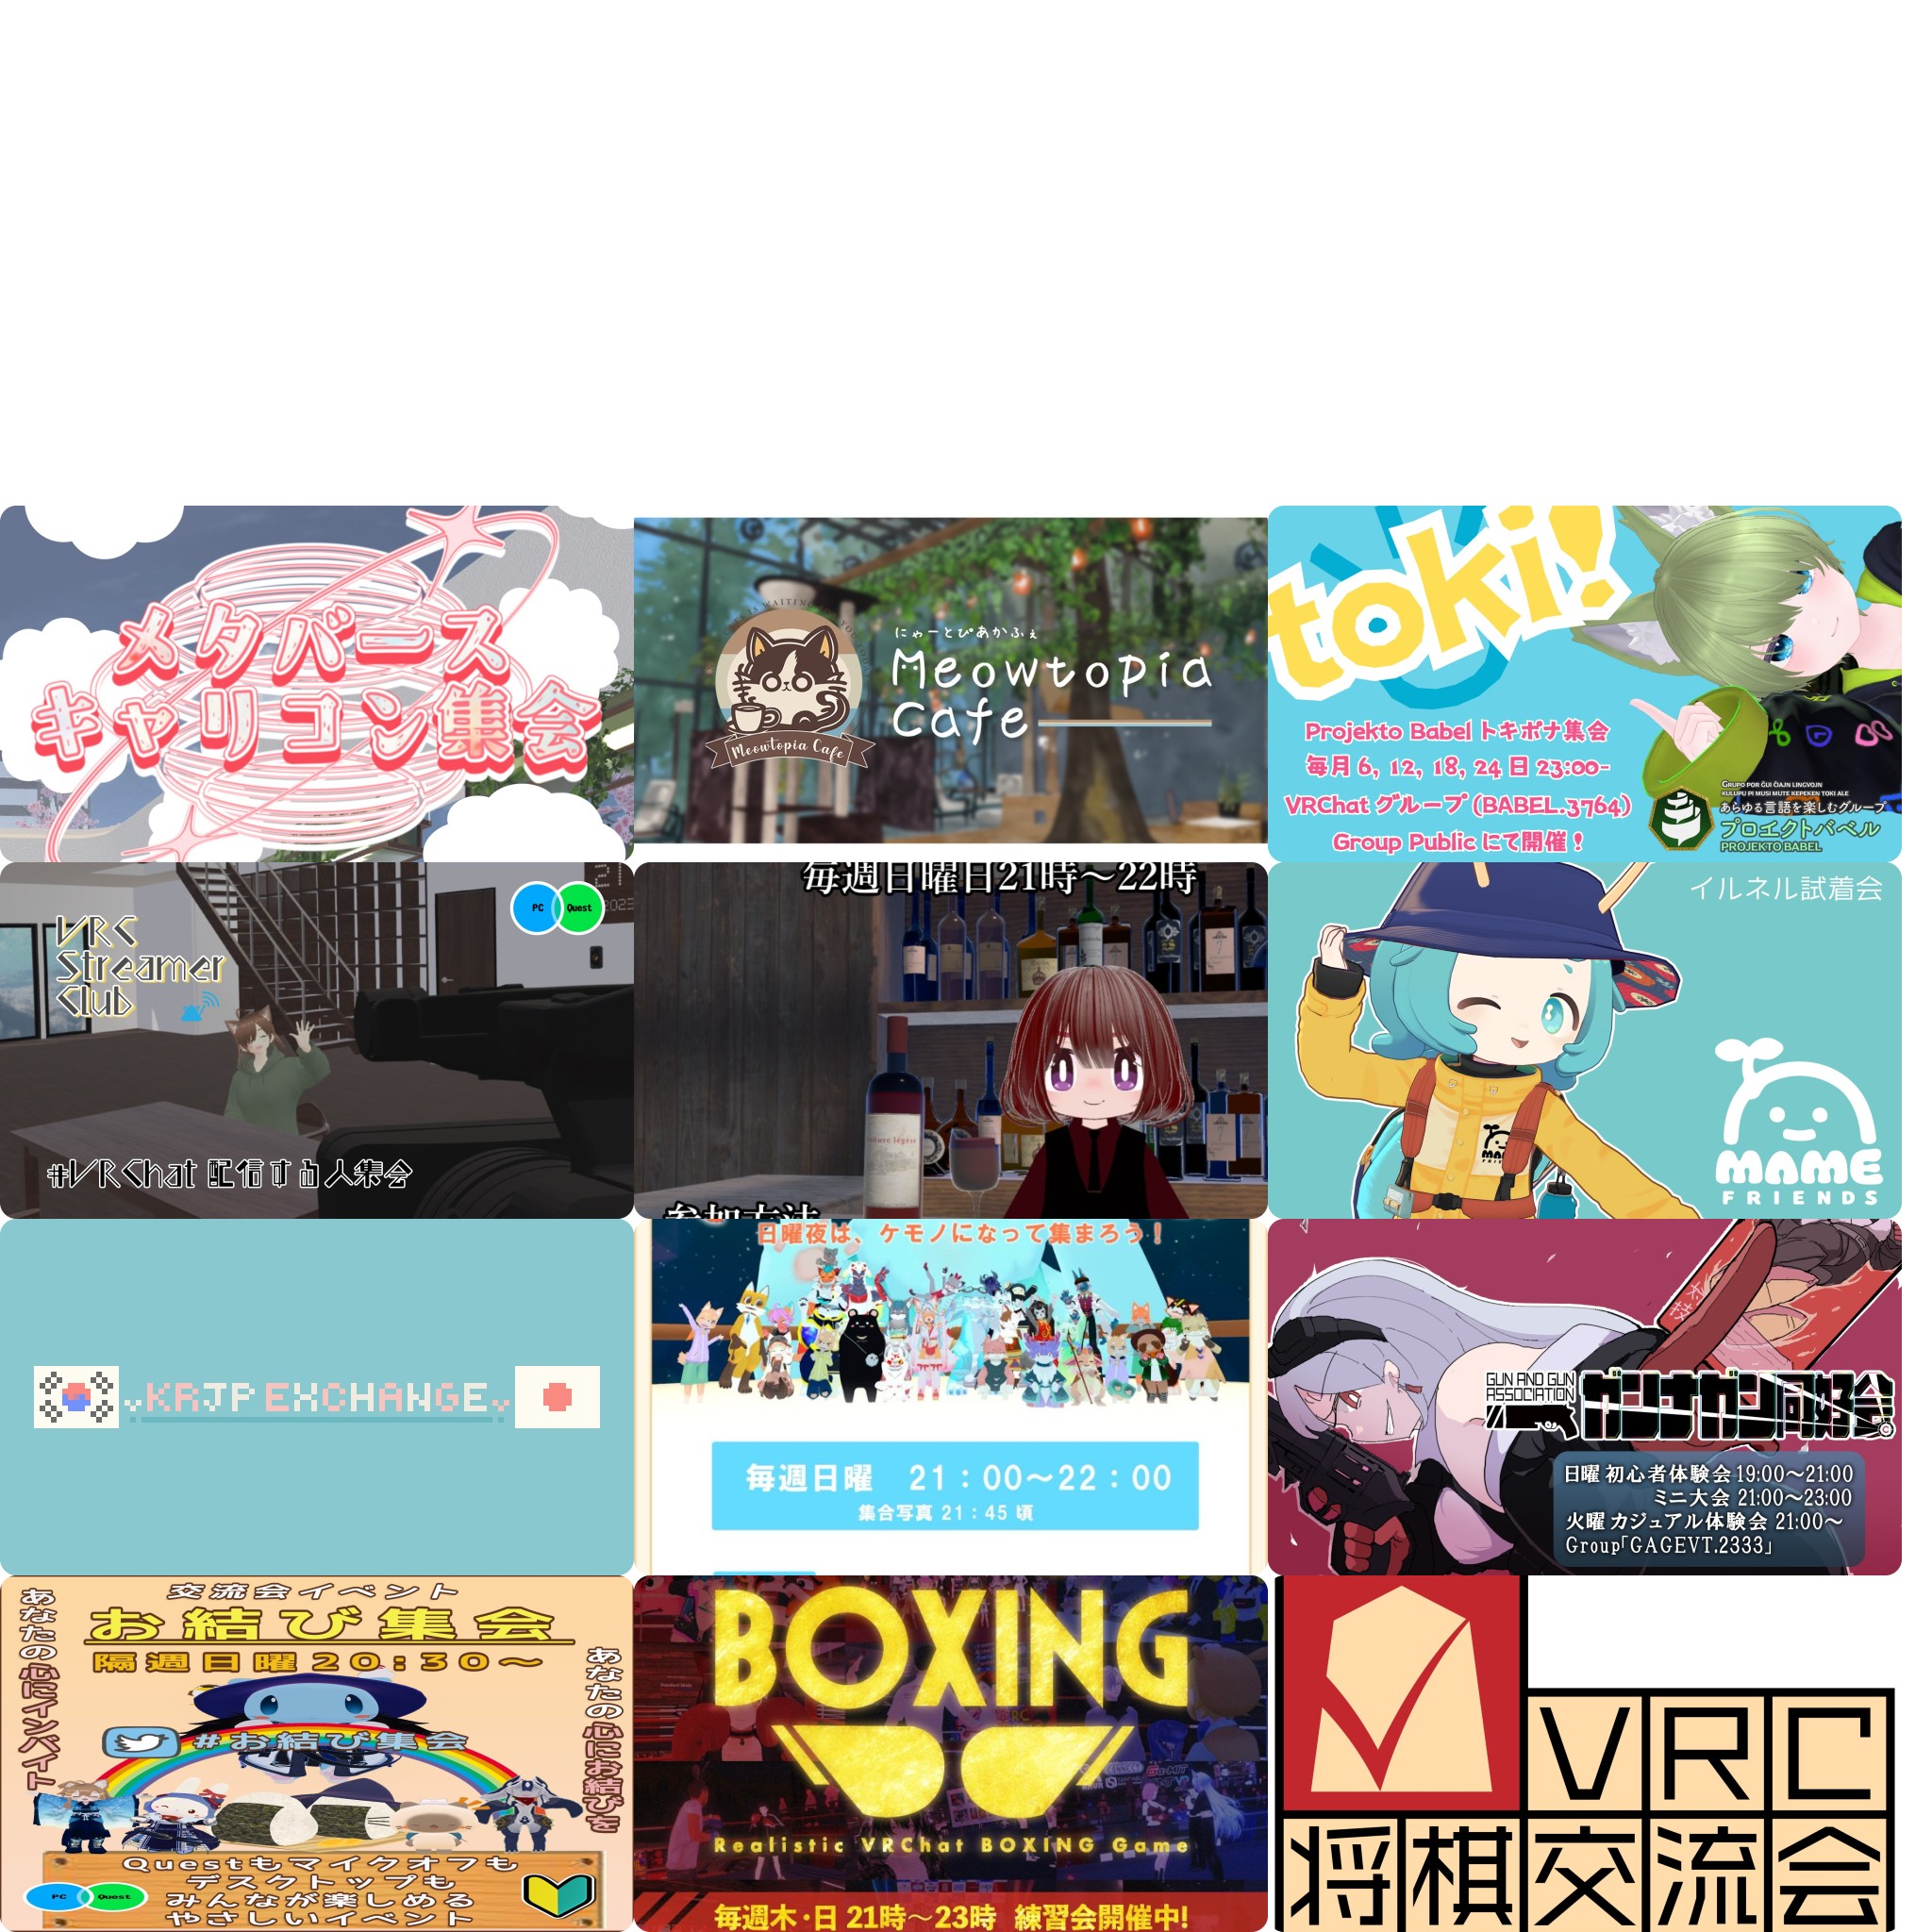 メタバース
キャリコン集会
にゃーとぴあかふぇ
Meowtopia
Cafe
Meowtopia Cafe
toki!
Projekto Babel トキポナ集会
毎月 6, 12, 18, 24 日 23:00-
VRChat グループ (BABEL.3764)
Group Public にて開催！
GRUPO POR ĜUI ĈIAJN LINGVOJN
KULUPU PI MUSI MUTE KEPEKEN TOKI ALE
あらゆる言語を楽しむグループ
プロエクトバベル
PROJEKTO BABEL
VRC
Streamer
Club
PC Quest
21
2023
#VRChat 配信する人集会
毎週日曜日21時～22時
参加方法
イルネル試着会
MAME
FRIENDS
KRJP EXCHANGE
日曜夜は、ケモノになって集まろう！
毎週日曜 21：00～22：00
集合写真 21：45 頃
GUN AND GUN
ASSOCIATION
ガンナガン同好会
日曜 初心者体験会 19:00～21:00
ミニ大会 21:00～23:00
火曜 カジュアル体験会 21:00～
Group「GAGEVT.2333」
あなたの心にインバイト
交流会イベント
お結び集会
隔週日曜20:30～
#お結び集会
あなたの心にお結びを
Questもマイクオフも
デスクトップも
みんなが楽しめる
やさしいイベント
PC Quest
BOXING
Realistic VRChat BOXING Game
毎週木・日 21時～23時 練習会開催中!
VRC
将棋交流会